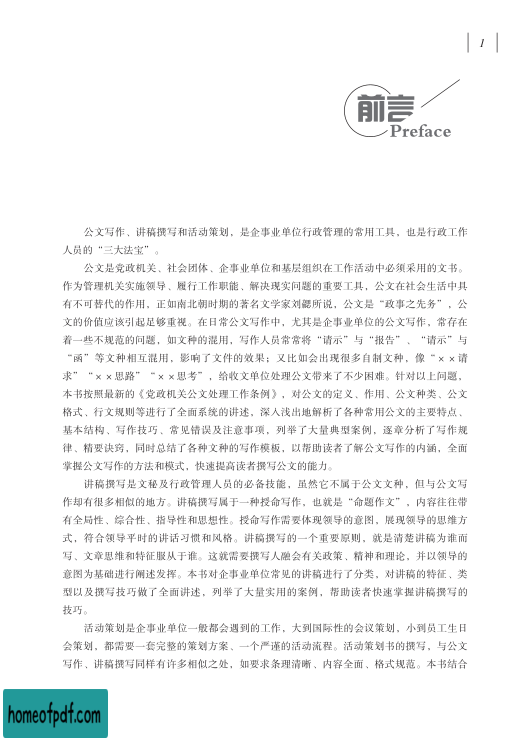 1
前言
Preface
公文写作、讲稿撰写和活动策划，是企事业单位行政管理的常用工具，也是行政工作
人员的“三大法宝”。
公文是党政机关、社会团体、企事业单位和基层组织在工作活动中必须采用的文书。
作为管理机关实施领导、履行工作职能、解决现实问题的重要工具，公文在社会生活中具
有不可替代的作用，正如南北朝时期的著名文学家刘勰所说，公文是“政事之先务”，公
文的价值应该引起足够重视。在日常公文写作中，尤其是企事业单位的公文写作，常存在
着一些不规范的问题，如文种的混用，写作人员常常将“请示”与“报告”、“请示”与
“函”等文种相互混用，影响了文件的效果；又比如会出现很多自制文种，像“××请
求”“××思路”“××思考”，给收文单位处理公文带来了不少困难。针对以上问题，
本书按照最新的《党政机关公文处理工作条例》，对公文的定义、作用、公文种类、公文
格式、行文规则等进行了全面系统的讲述，深入浅出地解析了各种常用公文的主要特点、
基本结构、写作技巧、常见错误及注意事项，列举了大量典型案例，逐章分析了写作规
律、精要诀窍，同时总结了各种文种的写作模板，以帮助读者了解公文写作的内涵，全面
掌握公文写作的方法和模式，快速提高读者撰写公文的能力。
讲稿撰写是文秘及行政管理人员的必备技能，虽然它不属于公文文种，但与公文写
作却有很多相似的地方。讲稿撰写属于一种授命写作，也就是“命题作文”，内容往往带
有全局性、综合性、指导性和思想性。授命写作需要体现领导的意图，展现领导的思维方
式，符合领导平时的讲话习惯和风格。讲稿撰写的一个重要原则，就是清楚讲稿为谁而
写、文章思维和特征服从于谁。这就需要撰写人融会有关政策、精神和理论，并以领导的
意图为基础进行阐述发挥。本书对企事业单位常见的讲稿进行了分类，对讲稿的特征、类
型以及撰写技巧做了全面讲述，列举了大量实用的案例，帮助读者快速掌握讲稿撰写的
技巧。
活动策划是企事业单位一般都会遇到的工作，大到国际性的会议策划，小到员工生日
会策划，都需要一套完整的策划方案、一个严谨的活动流程。活动策划书的撰写，与公文
写作、讲稿撰写同样有许多相似之处，如要求条理清晰、内容全面、格式规范。本书结合
homeofpdf.com